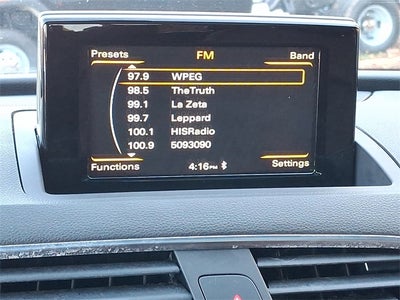 Presets FM Band
97.9 WPEG
98.5 TheTruth
99.1 La Zeta
99.7 Leppard
100.1 HISRadio
100.9 5093090
Functions 4:16PM Settings